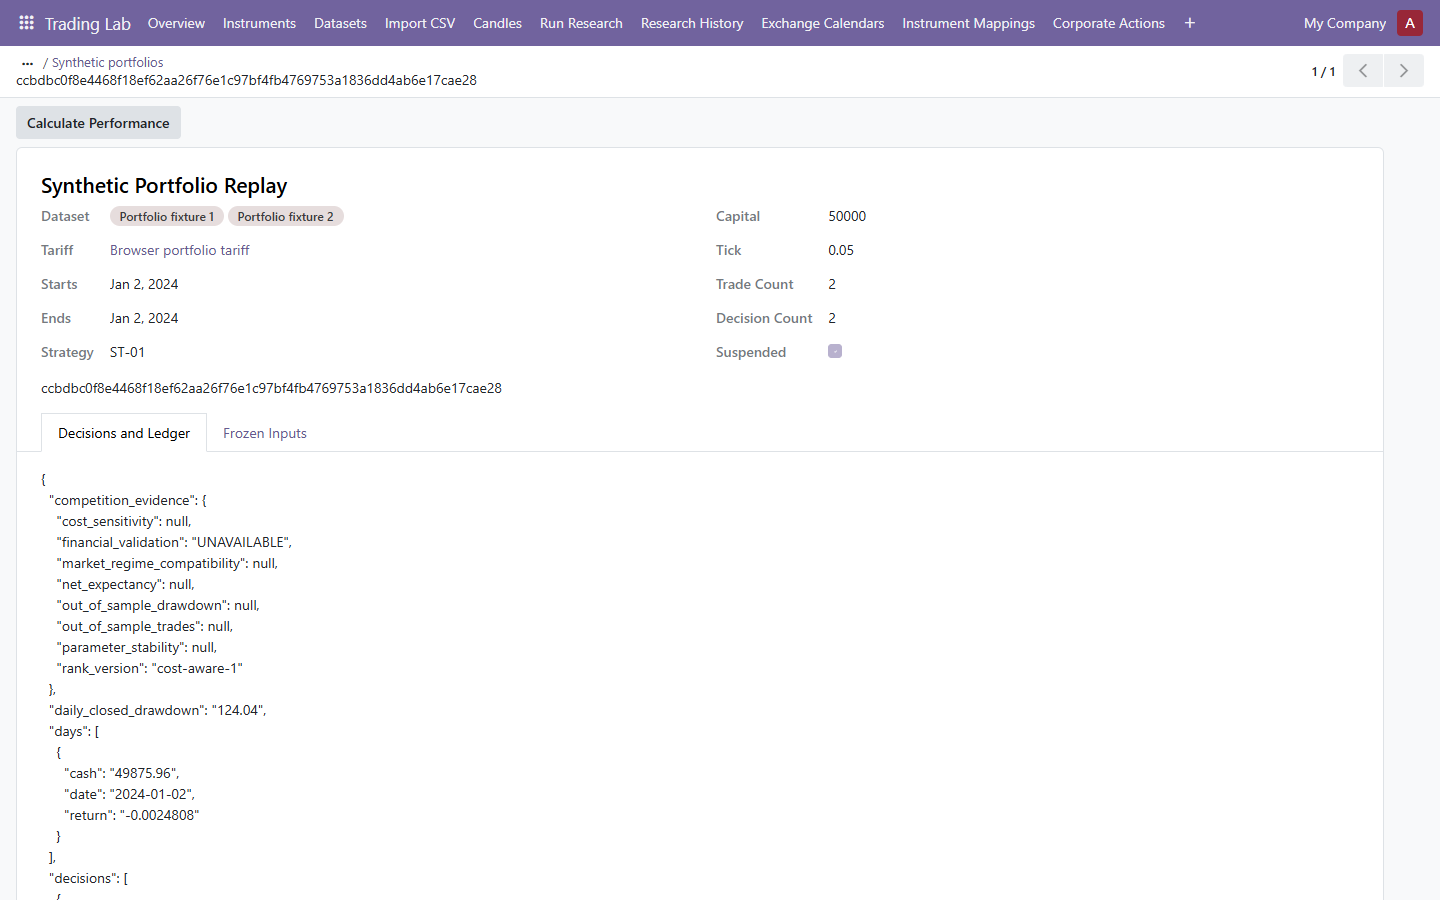 Trading Lab Overview Instruments Datasets Import CSV Candles Run Research Research History Exchange Calendars Instrument Mappings Corporate Actions + My Company A
... / Synthetic portfolios
ccbdbc0f8e4468f18ef62aa26f76e1c97bf4fb4769753a1836dd4ab6e17cae28
1 / 1
Calculate Performance
Synthetic Portfolio Replay
Dataset Portfolio fixture 1 Portfolio fixture 2
Capital 50000
Tariff Browser portfolio tariff
Tick 0.05
Starts Jan 2, 2024
Trade Count 2
Ends Jan 2, 2024
Decision Count 2
Strategy ST-01
Suspended
ccbdbc0f8e4468f18ef62aa26f76e1c97bf4fb4769753a1836dd4ab6e17cae28
Decisions and Ledger Frozen Inputs
{
"competition_evidence": {
"cost_sensitivity": null,
"financial_validation": "UNAVAILABLE",
"market_regime_compatibility": null,
"net_expectancy": null,
"out_of_sample_drawdown": null,
"out_of_sample_trades": null,
"parameter_stability": null,
"rank_version": "cost-aware-1"
},
"daily_closed_drawdown": "124.04",
"days": [
{
"cash": "49875.96",
"date": "2024-01-02",
"return": "-0.0024808"
}
],
"decisions": [
{